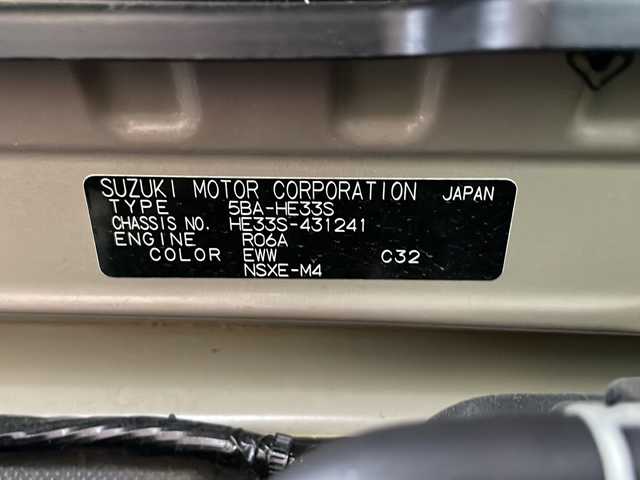 SUZUKI MOTOR CORPORATION JAPAN
TYPE 5BA-HE33S
CHASSIS NO. HE33S-431241
ENGINE R06A
COLOR EWW C32
NSXE-M4